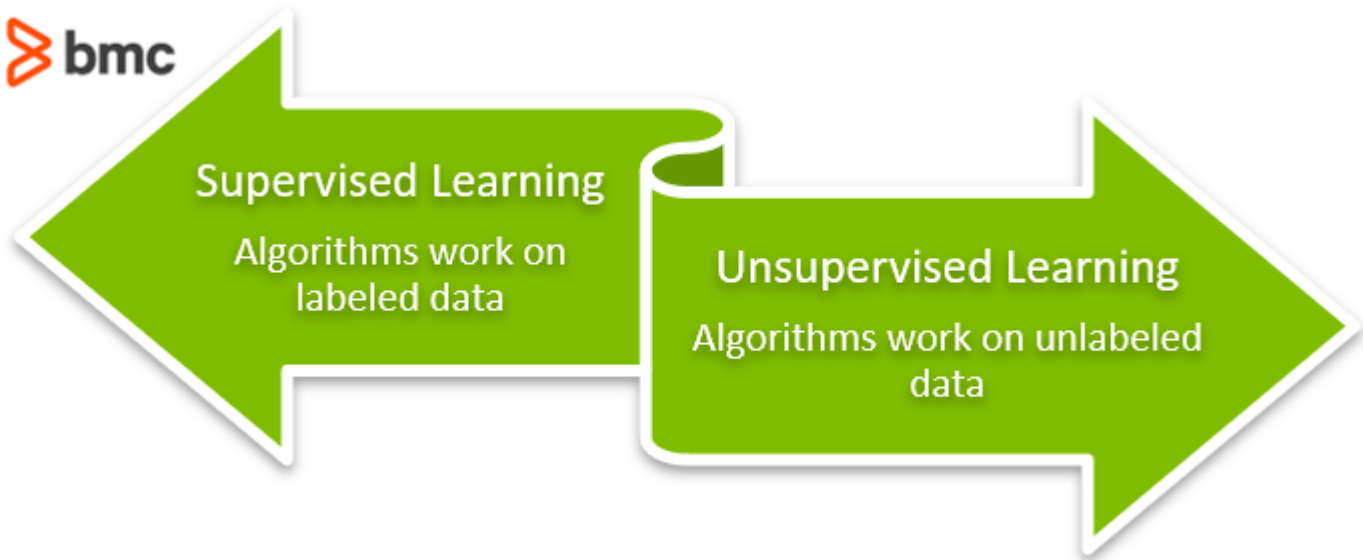 bmc
Supervised Learning
Algorithms work on
labeled data
Unsupervised Learning
Algorithms work on unlabeled
data